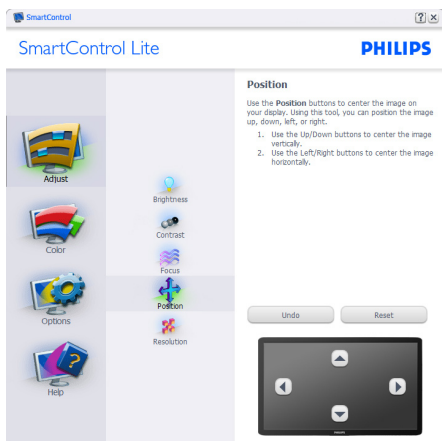 SmartControl
SmartControl Lite
PHILIPS
Adjust
Color
Options
Help
Brightness
Contrast
Focus
Position
Resolution
Position
Use the Position buttons to center the image on
your display. Using this tool, you can position the image
up, down, left, or right.
1. Use the Up/Down buttons to center the image
vertically.
2. Use the Left/Right buttons to center the image
horizontally.
Undo
Reset
PHILIPS